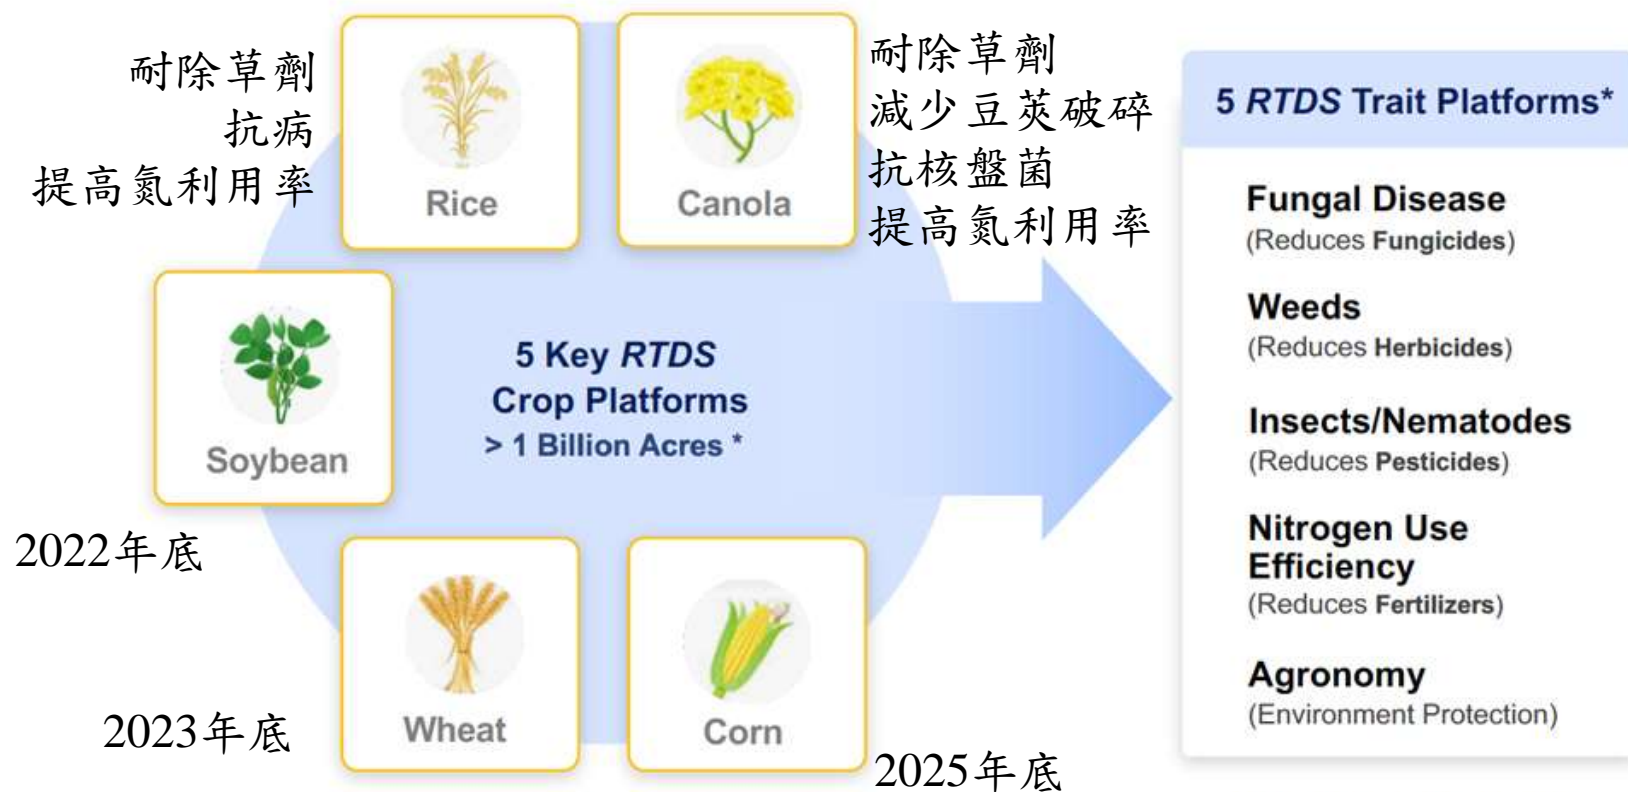 耐除草劑
抗病
提高氮利用率
Rice
Canola
耐除草劑
減少豆莢破碎
抗核盤菌
提高氮利用率
Soybean
2022年底
5 Key RTDS
Crop Platforms
> 1 Billion Acres *
Wheat
2023年底
Corn
2025年底
5 RTDS Trait Platforms*
Fungal Disease
(Reduces Fungicides)
Weeds
(Reduces Herbicides)
Insects/Nematodes
(Reduces Pesticides)
Nitrogen Use
Efficiency
(Reduces Fertilizers)
Agronomy
(Environment Protection)